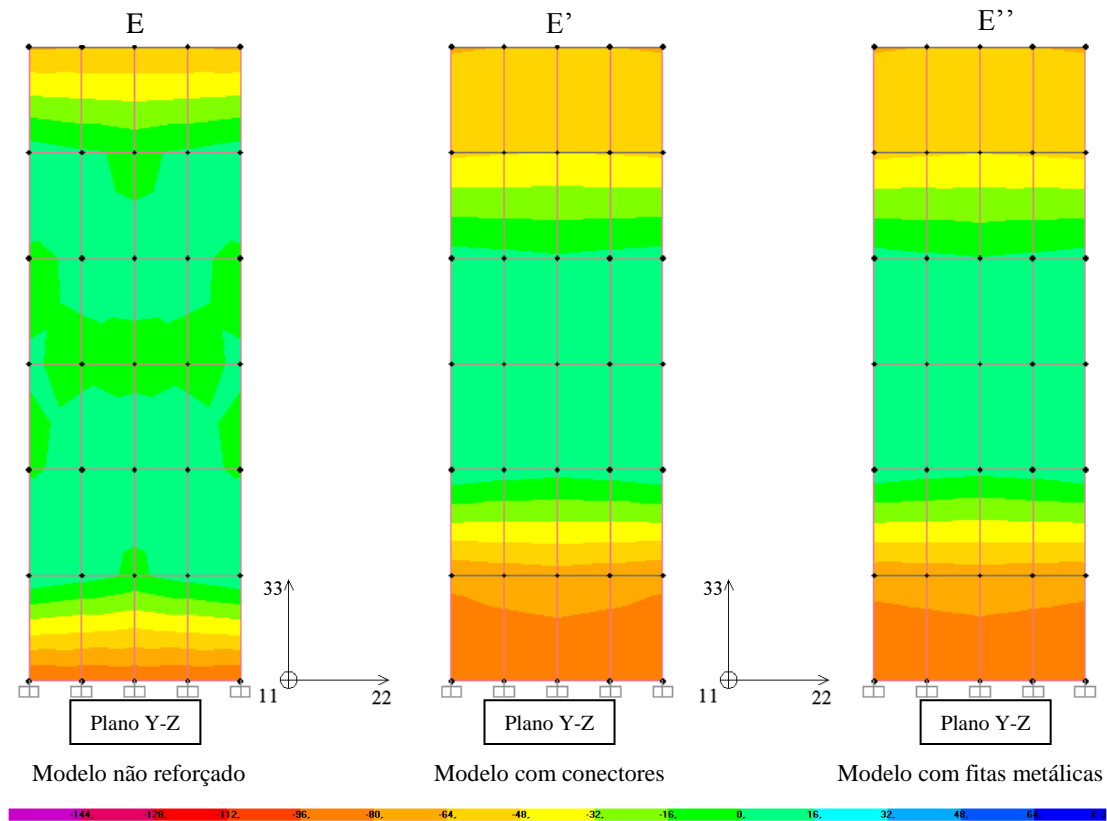 E
E’
E’’
33
11
22
33
11
22
Plano Y-Z
Plano Y-Z
Plano Y-Z
Modelo não reforçado
Modelo com conectores
Modelo com fitas metálicas
-144, -128, -112, -96, -80, -64, -48, -32, -16, 0, 16, 32, 48, 64,